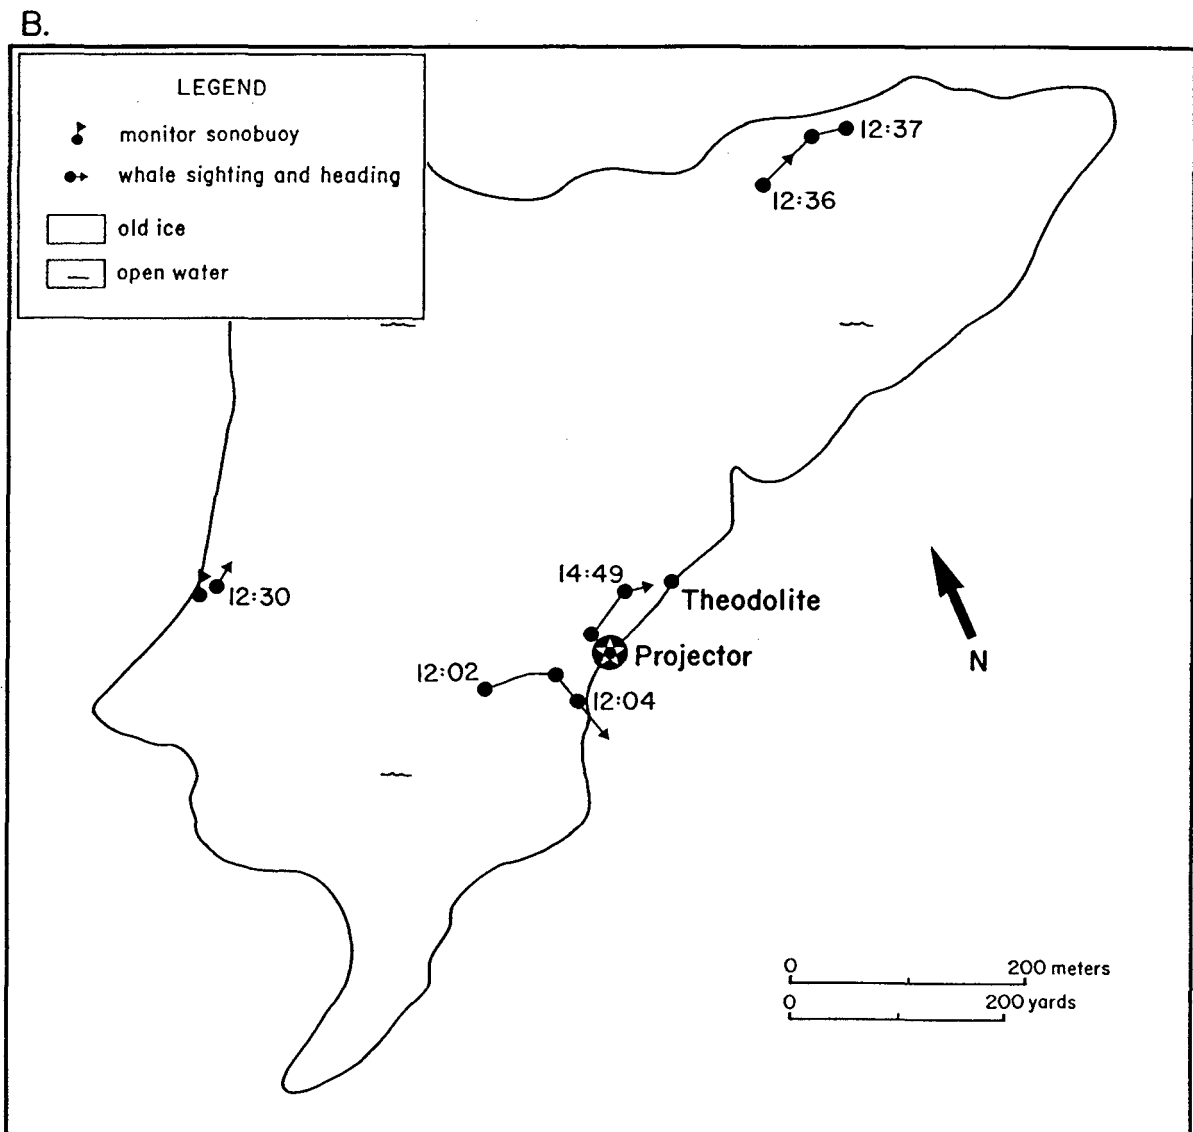 B.
LEGEND
monitor sonobuoy
whale sighting and heading
old ice
open water
12:37
12:36
14:49
12:30
Theodolite
Projector
12:02
12:04
N
0 200 meters
0 200 yards